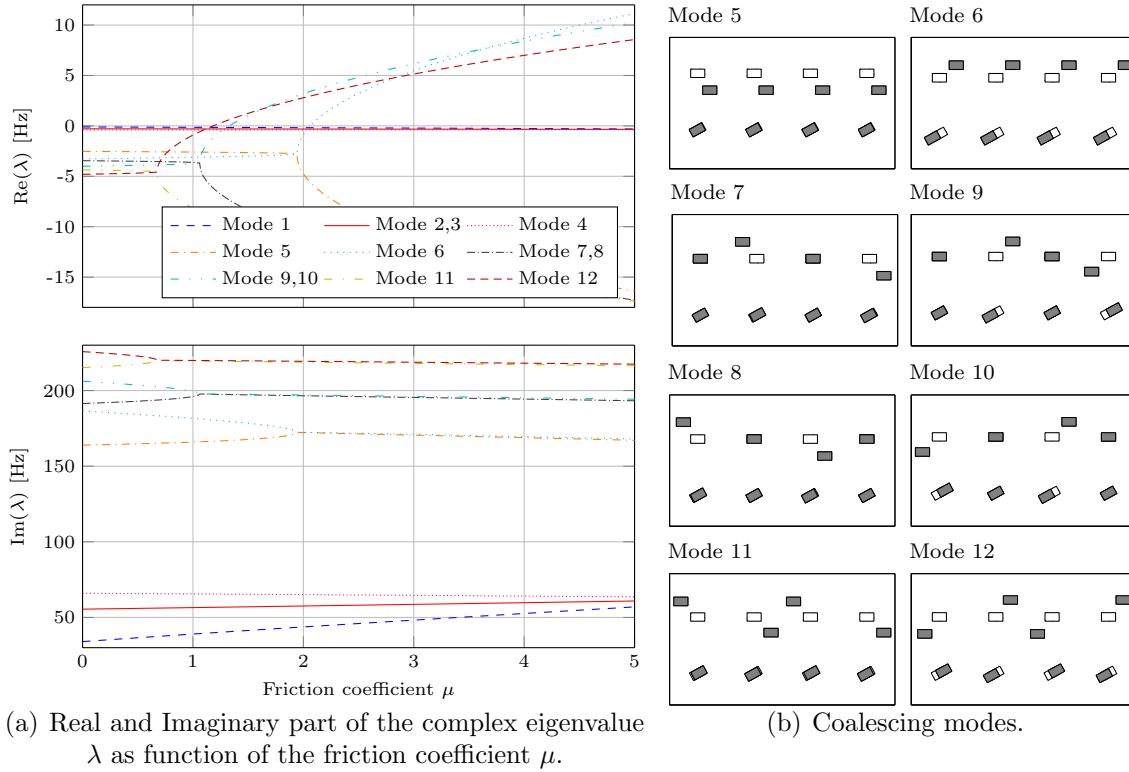 10
5
0
-5
-10
-15
Re(λ) [Hz]
Mode 1 Mode 2,3 Mode 4
Mode 5 Mode 6 Mode 7,8
Mode 9,10 Mode 11 Mode 12
200
150
100
50
Im(λ) [Hz]
0 1 2 3 4 5
Friction coefficient μ
(a) Real and Imaginary part of the complex eigenvalue
λ as function of the friction coefficient μ.
Mode 5 Mode 6
Mode 7 Mode 9
Mode 8 Mode 10
Mode 11 Mode 12
(b) Coalescing modes.